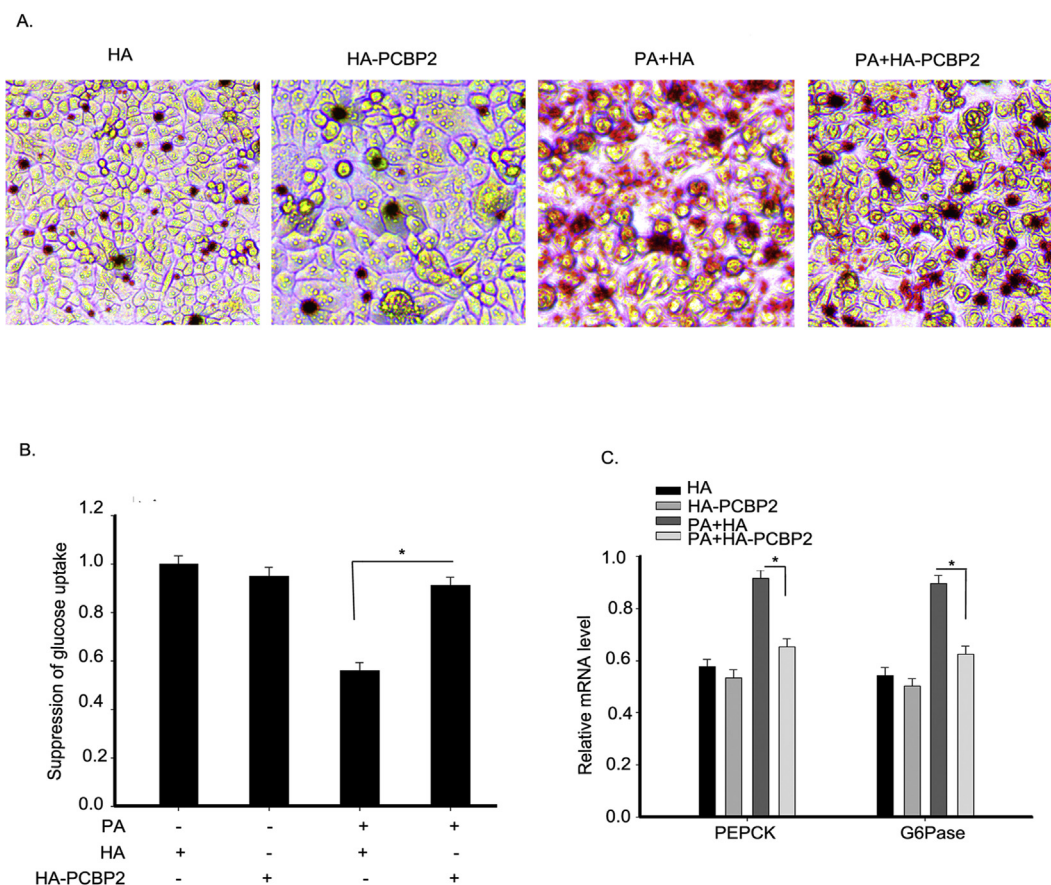 A.
HA HA-PCBP2 PA+HA PA+HA-PCBP2
B.
Suppression of glucose uptake
1.2
1.0
0.8
0.6
0.4
0.2
0.0
*
PA - - + +
HA + - + -
HA-PCBP2 - + - +
C.
HA
HA-PCBP2
PA+HA
PA+HA-PCBP2
Relative mRNA level
1.0
0.8
0.6
0.4
0.2
0.0
* *
PEPCK G6Pase